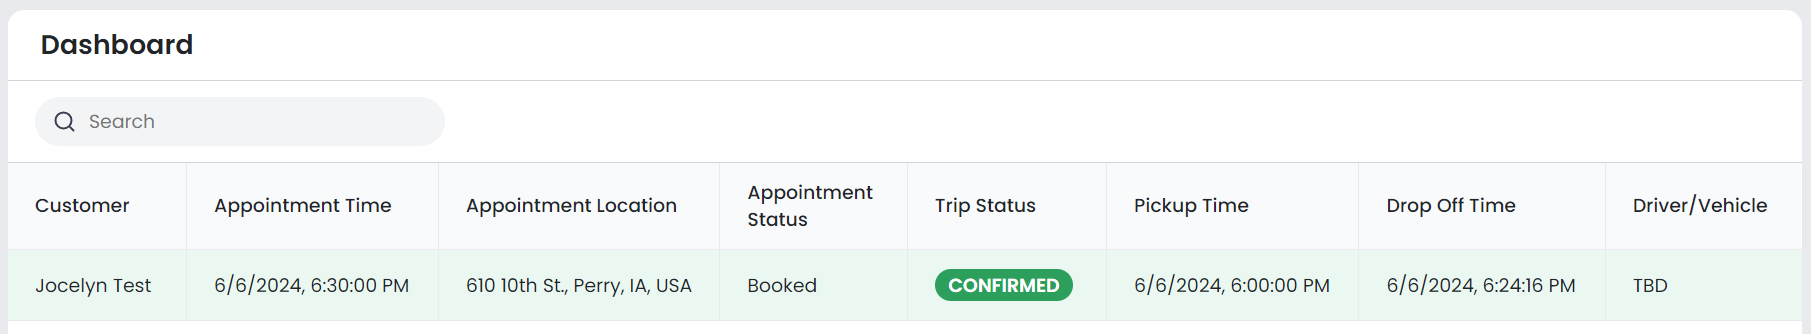 Dashboard
Search
Customer
Appointment Time
Appointment Location
Appointment
Status
Trip Status
Pickup Time
Drop Off Time
Driver/Vehicle
Jocelyn Test
6/6/2024, 6:30:00 PM
610 10th St., Perry, IA, USA
Booked
CONFIRMED
6/6/2024, 6:00:00 PM
6/6/2024, 6:24:16 PM
TBD